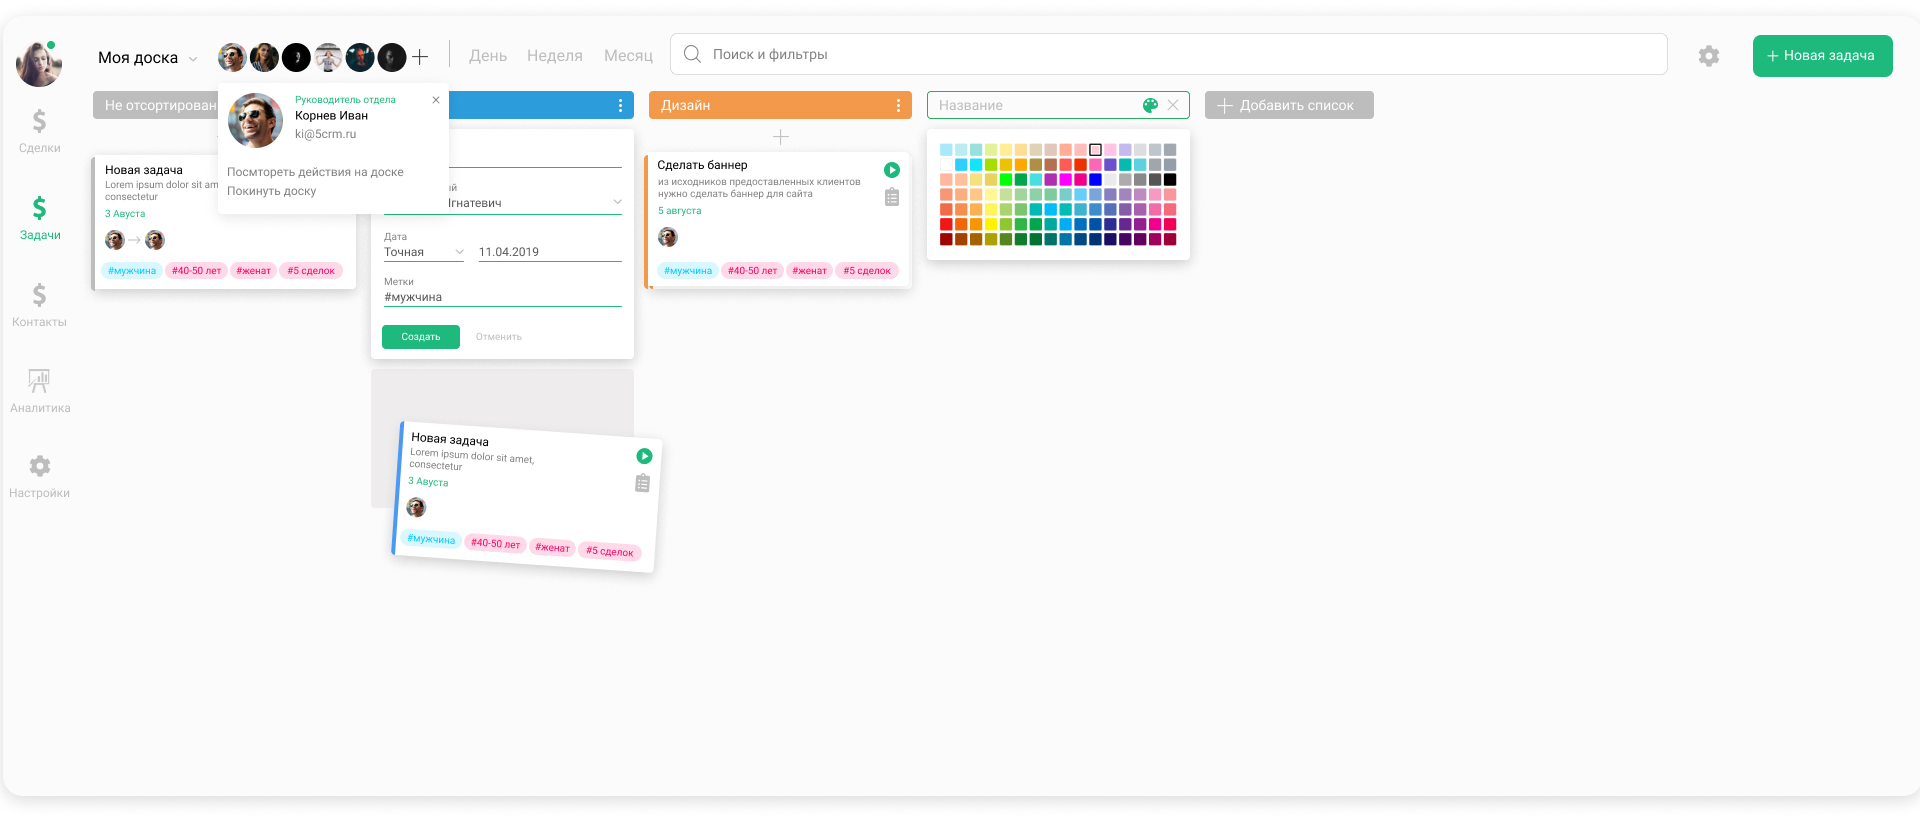 Моя доска
День
Неделя
Месяц
Поиск и фильтры
+ Новая задача
Сделки
Задачи
Контакты
Аналитика
Настройки
Не отсортирован
Руководитель отдела
Корнев Иван
ki@5crm.ru
Посмтореть действия на доске
Покинуть доску
Новая задача
Lorem ipsum dolor sit am
consectetur
3 Авуста
#мужчина
#40-50 лет
#женат
#5 сделок
ый
Игнатевич
Дата
Точная
11.04.2019
Метки
#мужчина
Создать
Отменить
Новая задача
Lorem ipsum dolor sit amet,
consectetur
3 Авуста
#мужчина
#40-50 лет
#женат
#5 сделок
Дизайн
Сделать баннер
из исходников предоставленных клиентов
нужно сделать баннер для сайта
5 августа
#мужчина
#40-50 лет
#женат
#5 сделок
Название
+ Добавить список